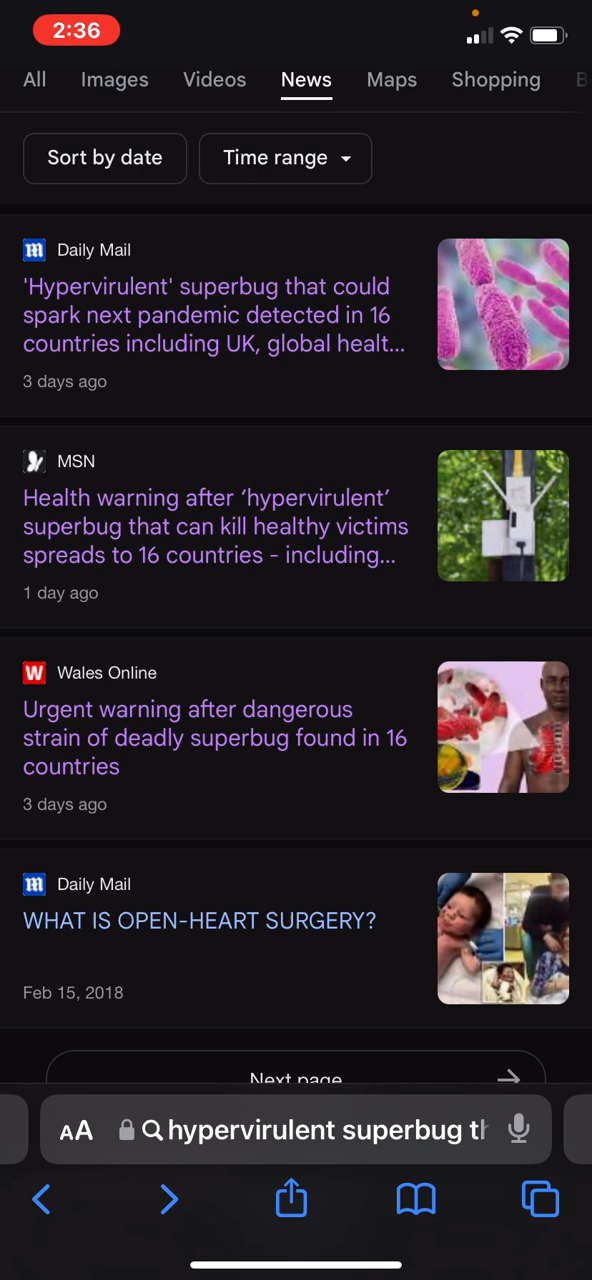 2:36
All Images Videos News Maps Shopping B
Sort by date Time range
Daily Mail
'Hypervirulent' superbug that could
spark next pandemic detected in 16
countries including UK, global healt...
3 days ago
MSN
Health warning after ‘hypervirulent’
superbug that can kill healthy victims
spreads to 16 countries - including...
1 day ago
W Wales Online
Urgent warning after dangerous
strain of deadly superbug found in 16
countries
3 days ago
Daily Mail
WHAT IS OPEN-HEART SURGERY?
Feb 15, 2018
Next page
AA hypervirulent superbug th